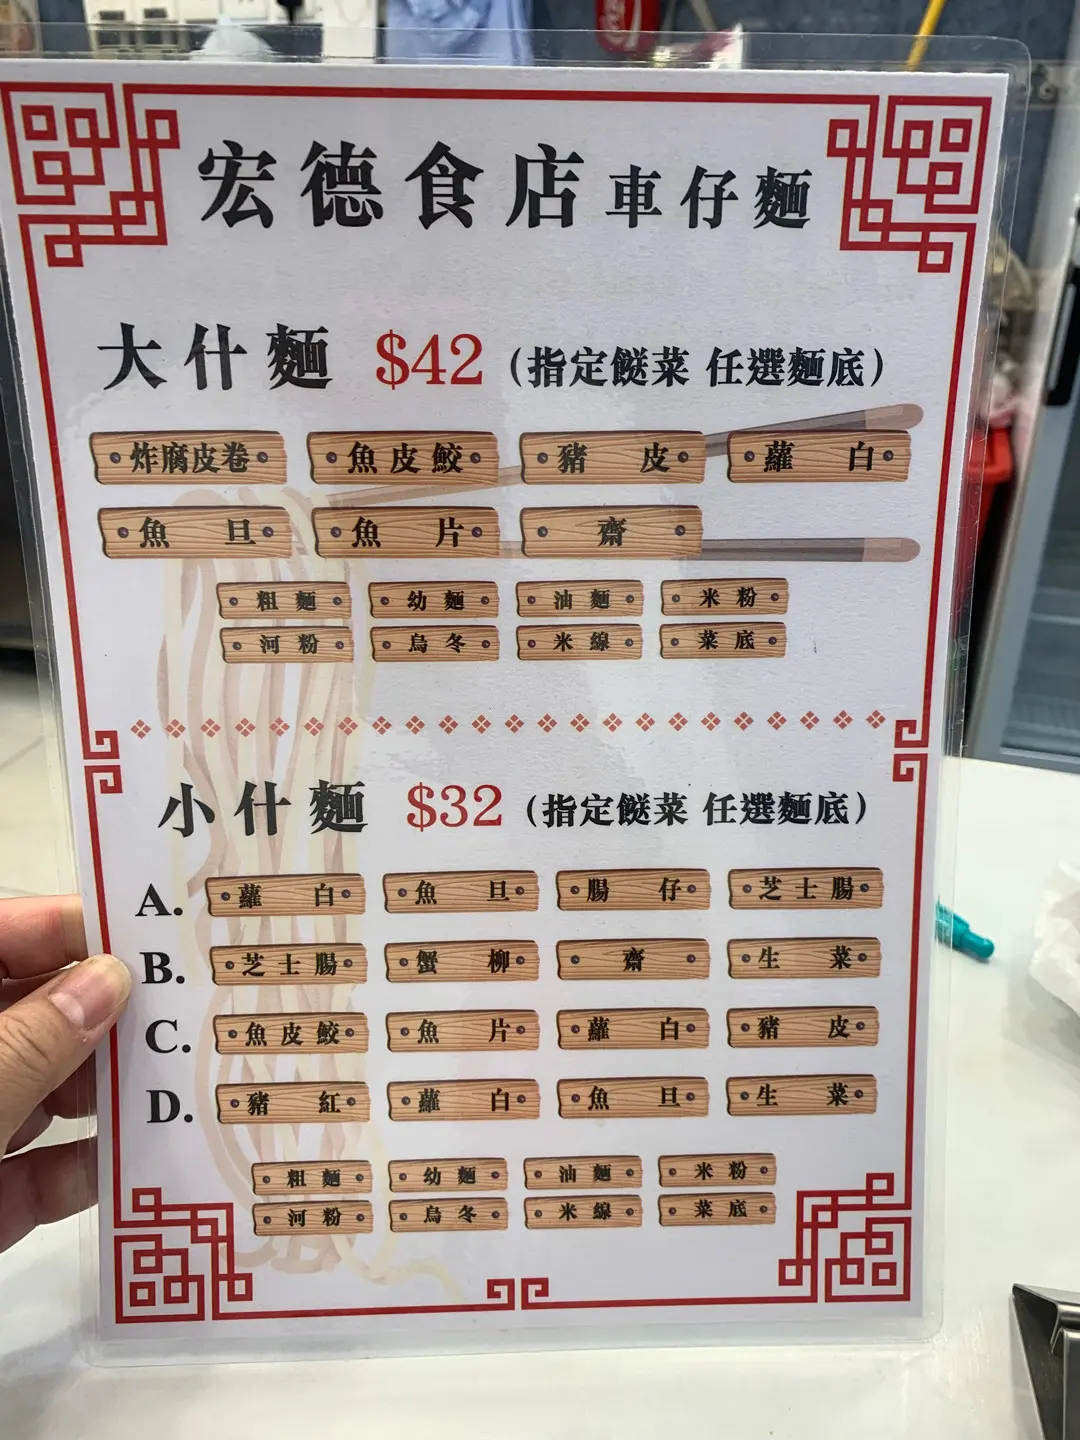 宏德食店 車仔麵
大什麵 $42 (指定餸菜 任選麵底)
炸腐皮卷 魚皮鮫 豬皮 蘿白
魚旦 魚片 齋
粗麵 幼麵 油麵 米粉
河粉 烏冬 米線 菜底
小什麵 $32 (指定餸菜 任選麵底)
A. 蘿白 魚旦 腸仔 芝士腸
B. 芝士腸 蟹柳 齋 生菜
C. 魚皮鮫 魚片 蘿白 豬皮
D. 豬紅 蘿白 魚旦 生菜
粗麵 幼麵 油麵 米粉
河粉 烏冬 米線 菜底